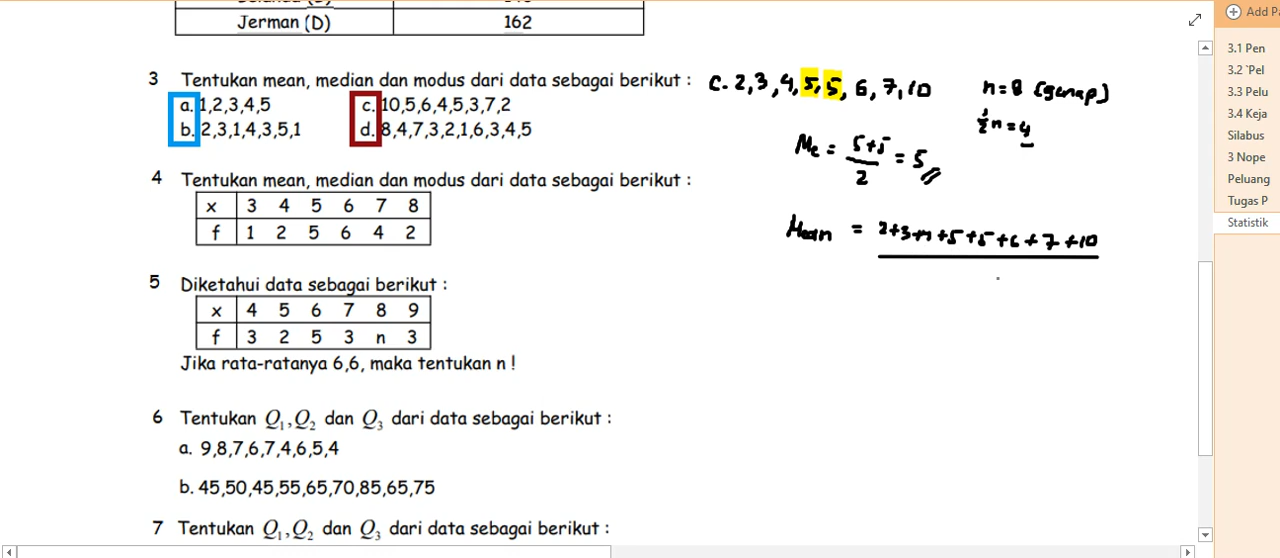 Jerman (D) 162
3 Tentukan mean, median dan modus dari data sebagai berikut :
a. 1,2,3,4,5 c. 10,5,6,4,5,3,7,2
b. 2,3,1,4,3,5,1 d. 8,4,7,3,2,1,6,3,4,5
4 Tentukan mean, median dan modus dari data sebagai berikut :
x 3 4 5 6 7 8
f 1 2 5 6 4 2
5 Diketahui data sebagai berikut :
x 4 5 6 7 8 9
f 3 2 5 3 n 3
Jika rata-ratanya 6,6, maka tentukan n !
6 Tentukan Q1, Q2 dan Q3 dari data sebagai berikut :
a. 9,8,7,6,7,4,6,5,4
b. 45,50,45,55,65,70,85,65,75
7 Tentukan Q1, Q2 dan Q3 dari data sebagai berikut :
c. 2,3,4,5,5,6,7,10
n=8 (genap)
1/2 n = 4
Me = 5+5/2 = 5
Mean = 2+3+4+5+5+6+7+10
Add Pa
3.1 Pen
3.2 `Pel
3.3 Pelu
3.4 Keja
Silabus
3 Nope
Peluang
Tugas P
Statistik